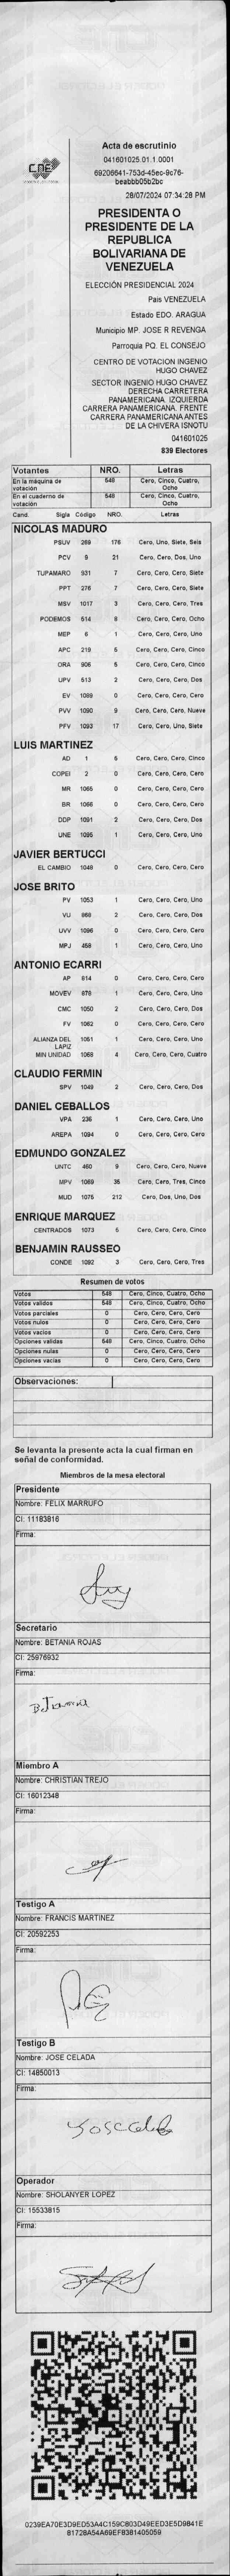 CNE
Acta de escrutinio
041601025.01.1.0001
69206641-753d-45ec-9c76-
beabbb05b2bc
28/07/2024 07:34:28 PM
PRESIDENTA O
PRESIDENTE DE LA
REPUBLICA
BOLIVARIANA DE
VENEZUELA
ELECCIÓN PRESIDENCIAL 2024
Pais VENEZUELA
Estado EDO. ARAGUA
Municipio MP. JOSE R REVENGA
Parroquia PQ. EL CONSEJO
CENTRO DE VOTACION INGENIO
HUGO CHAVEZ
SECTOR INGENIO HUGO CHAVEZ
DERECHA CARRETERA
PANAMERICANA. IZQUIERDA
CARRERA PANAMERICANA. FRENTE
CARRERA PANAMERICANA ANTES
DE LA CHIVERA ISNOTU
041601025
839 Electores
Votantes NRO. Letras
En la máquina de votación 548 Cero, Cinco, Cuatro, Ocho
En el cuaderno de votación 548 Cero, Cinco, Cuatro, Ocho
Cand. Sigla Código NRO. Letras
NICOLAS MADURO
PSUV 269 176 Cero, Uno, Siete, Seis
PCV 9 21 Cero, Cero, Dos, Uno
TUPAMARO 931 7 Cero, Cero, Cero, Siete
PPT 276 7 Cero, Cero, Cero, Siete
MSV 1017 3 Cero, Cero, Cero, Tres
PODEMOS 514 8 Cero, Cero, Cero, Ocho
MEP 6 1 Cero, Cero, Cero, Uno
APC 219 5 Cero, Cero, Cero, Cinco
ORA 906 5 Cero, Cero, Cero, Cinco
UPV 513 2 Cero, Cero, Cero, Dos
EV 1089 0 Cero, Cero, Cero, Cero
PVV 1090 9 Cero, Cero, Cero, Nueve
PFV 1093 17 Cero, Cero, Uno, Siete
LUIS MARTINEZ
AD 1 5 Cero, Cero, Cero, Cinco
COPEI 2 0 Cero, Cero, Cero, Cero
MR 1065 0 Cero, Cero, Cero, Cero
BR 1066 0 Cero, Cero, Cero, Cero
DDP 1091 2 Cero, Cero, Cero, Dos
UNE 1095 1 Cero, Cero, Cero, Uno
JAVIER BERTUCCI
EL CAMBIO 1048 0 Cero, Cero, Cero, Cero
JOSE BRITO
PV 1053 1 Cero, Cero, Cero, Uno
VU 868 2 Cero, Cero, Cero, Dos
UVV 1096 0 Cero, Cero, Cero, Cero
MPJ 458 1 Cero, Cero, Cero, Uno
ANTONIO ECARRI
AP 814 0 Cero, Cero, Cero, Cero
MOVEV 878 1 Cero, Cero, Cero, Uno
CMC 1050 2 Cero, Cero, Cero, Dos
FV 1062 0 Cero, Cero, Cero, Cero
ALIANZA DEL LAPIZ 1051 1 Cero, Cero, Cero, Uno
MIN UNIDAD 1068 4 Cero, Cero, Cero, Cuatro
CLAUDIO FERMIN
SPV 1049 2 Cero, Cero, Cero, Dos
DANIEL CEBALLOS
VPA 236 1 Cero, Cero, Cero, Uno
AREPA 1094 0 Cero, Cero, Cero, Cero
EDMUNDO GONZALEZ
UNTC 460 9 Cero, Cero, Cero, Nueve
MPV 1069 35 Cero, Cero, Tres, Cinco
MUD 1075 212 Cero, Dos, Uno, Dos
ENRIQUE MARQUEZ
CENTRADOS 1073 5 Cero, Cero, Cero, Cinco
BENJAMIN RAUSSEO
CONDE 1092 3 Cero, Cero, Cero, Tres
Resumen de votos
Votos 548 Cero, Cinco, Cuatro, Ocho
Votos validos 548 Cero, Cinco, Cuatro, Ocho
Votos parciales 0 Cero, Cero, Cero, Cero
Votos nulos 0 Cero, Cero, Cero, Cero
Votos vacios 0 Cero, Cero, Cero, Cero
Opciones validas 548 Cero, Cinco, Cuatro, Ocho
Opciones nulas 0 Cero, Cero, Cero, Cero
Opciones vacias 0 Cero, Cero, Cero, Cero
Observaciones:
Se levanta la presente acta la cual firman en
señal de conformidad.
Miembros de la mesa electoral
Presidente
Nombre: FELIX MARRUFO
CI: 11183816
Firma:
Secretario
Nombre: BETANIA ROJAS
CI: 25976932
Firma:
Betania
Miembro A
Nombre: CHRISTIAN TREJO
CI: 16012348
Firma:
Testigo A
Nombre: FRANCIS MARTINEZ
CI: 20592253
Firma:
Testigo B
Nombre: JOSE CELADA
CI: 14850013
Firma:
Operador
Nombre: SHOLANYER LOPEZ
CI: 15533815
Firma:
0239EA70E3D9ED53A4C159C803D49EED3E5D9841E
81728A54A69EF8381405059